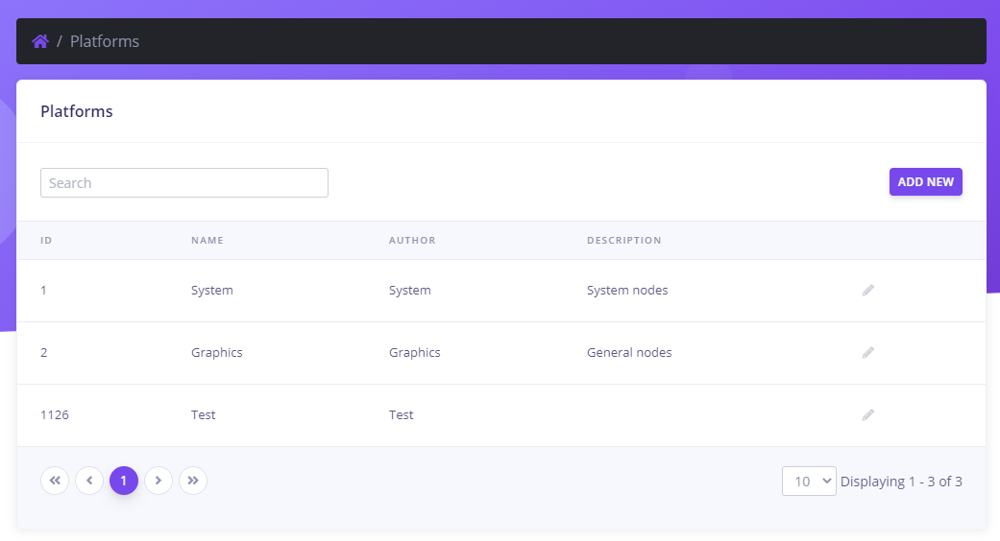 / Platforms
Platforms
Search
ADD NEW
ID NAME AUTHOR DESCRIPTION
1 System System System nodes
2 Graphics Graphics General nodes
1126 Test Test
« ‹ 1 › » 10 Displaying 1 - 3 of 3